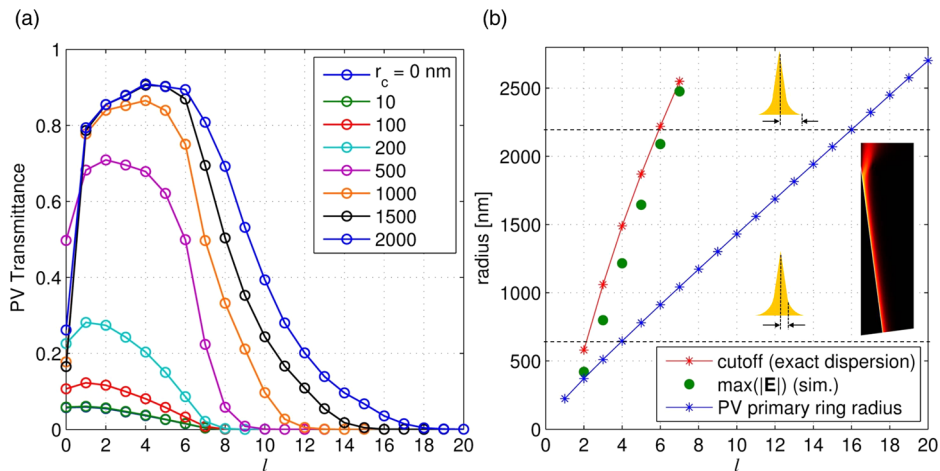 (a)
PV Transmittance
1
0.8
0.6
0.4
0.2
0
0 2 4 6 8 10 12 14 16 18 20
l
r_c = 0 nm
10
100
200
500
1000
1500
2000
(b)
radius [nm]
2500
2000
1500
1000
500
0
0 2 4 6 8 10 12 14 16 18 20
l
cutoff (exact dispersion)
max(|E|) (sim.)
PV primary ring radius